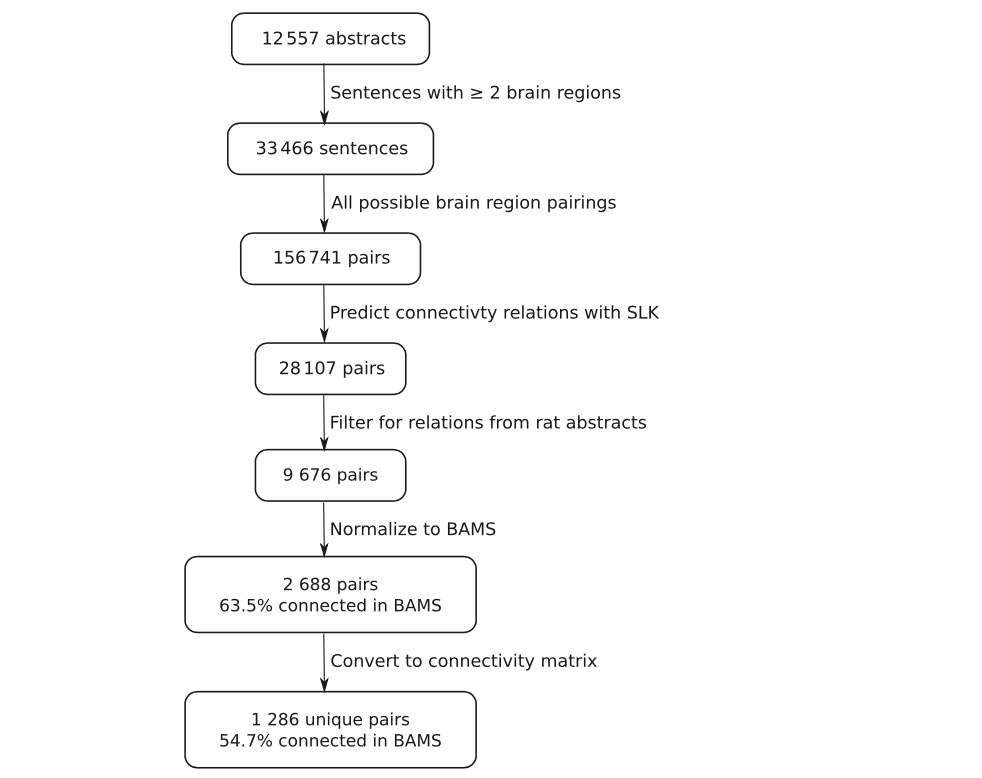 12 557 abstracts
Sentences with ≥ 2 brain regions
33 466 sentences
All possible brain region pairings
156 741 pairs
Predict connectivty relations with SLK
28 107 pairs
Filter for relations from rat abstracts
9 676 pairs
Normalize to BAMS
2 688 pairs
63.5% connected in BAMS
Convert to connectivity matrix
1 286 unique pairs
54.7% connected in BAMS